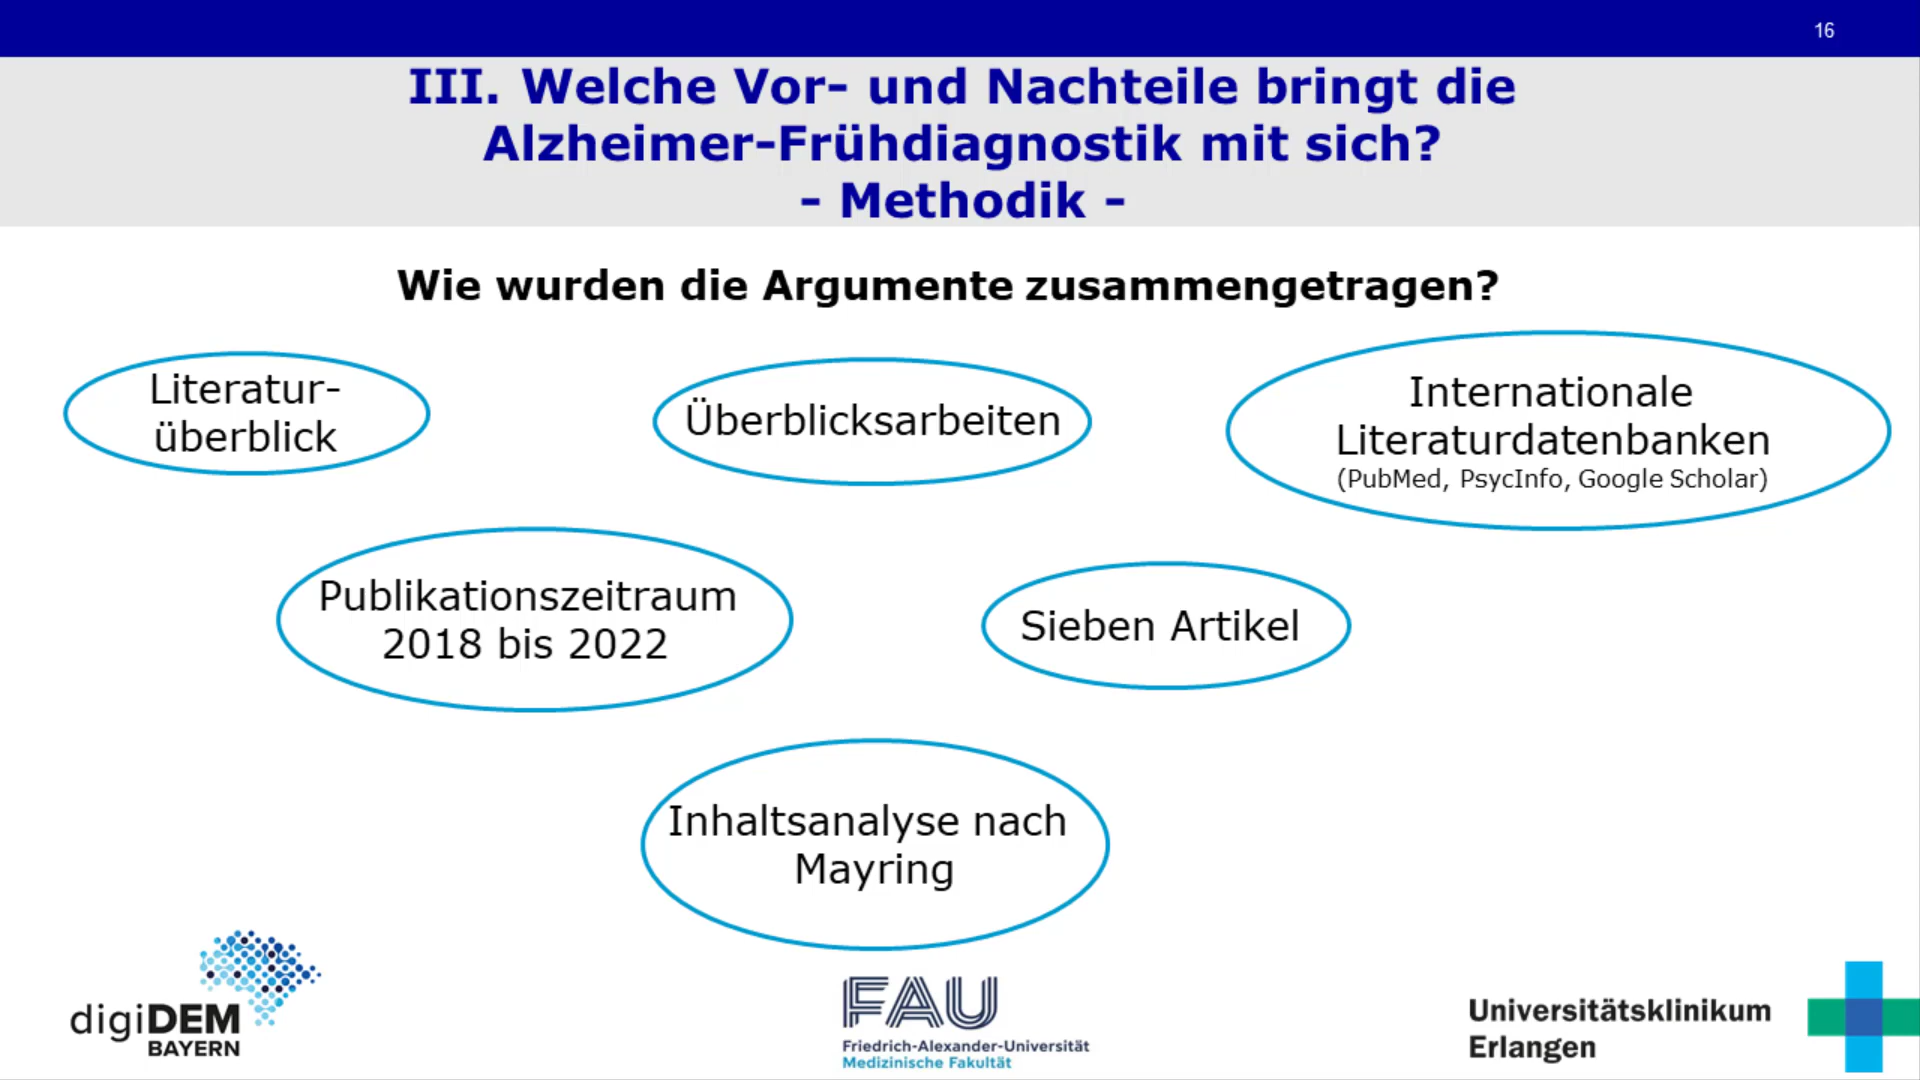 16
III. Welche Vor- und Nachteile bringt die
Alzheimer-Frühdiagnostik mit sich?
- Methodik -
Wie wurden die Argumente zusammengetragen?
Literatur-
überblick
Überblicksarbeiten
Internationale
Literaturdatenbanken
(PubMed, PsycInfo, Google Scholar)
Publikationszeitraum
2018 bis 2022
Sieben Artikel
Inhaltsanalyse nach
Mayring
digiDEM
BAYERN
FAU
Friedrich-Alexander-Universität
Medizinische Fakultät
Universitätsklinikum
Erlangen